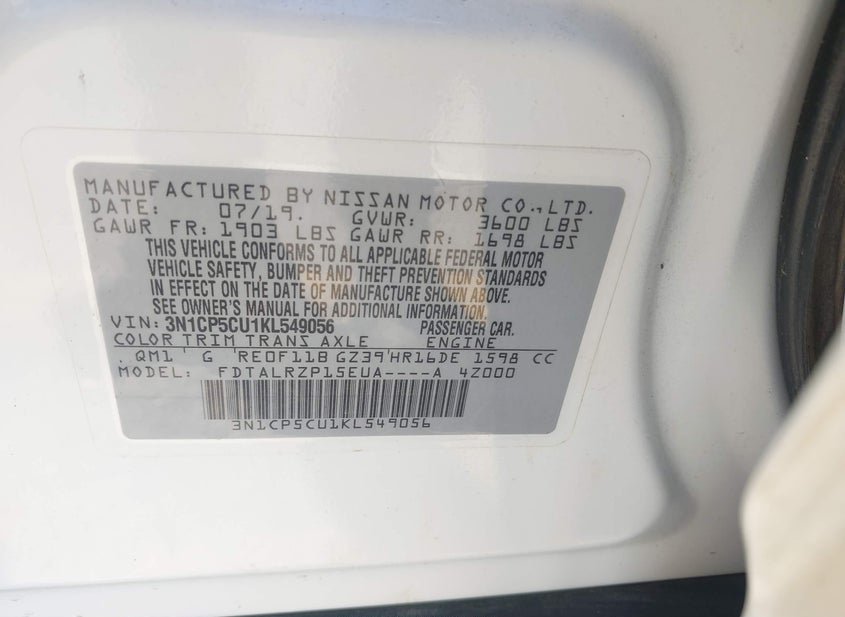 MANUFACTURED BY NISSAN MOTOR CO.,LTD.
DATE: 07/19. GVWR: 3600 LBS
GAWR FR: 1903 LBS GAWR RR: 1698 LBS
THIS VEHICLE CONFORMS TO ALL APPLICABLE FEDERAL MOTOR
VEHICLE SAFETY, BUMPER AND THEFT PREVENTION STANDARDS
IN EFFECT ON THE DATE OF MANUFACTURE SHOWN ABOVE.
SEE OWNER'S MANUAL FOR ADDITIONAL INFORMATION.
VIN: 3N1CP5CU1KL549056 PASSENGER CAR.
COLOR TRIM TRANS AXLE ENGINE
QM1 G RE0F11B GZ39 HR16DE 1598 CC
MODEL: FDTALRZP15EUA----A 4Z000
3N1CP5CU1KL549056